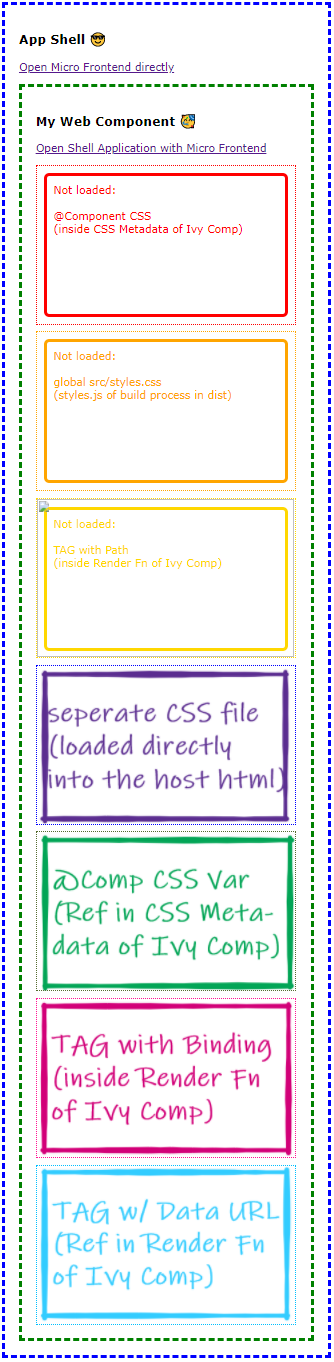 App Shell 😎
Open Micro Frontend directly
My Web Component 🥳
Open Shell Application with Micro Frontend
Not loaded:
@Component CSS
(inside CSS Metadata of Ivy Comp)
Not loaded:
global src/styles.css
(styles.js of build process in dist)
Not loaded:
TAG with Path
(inside Render Fn of Ivy Comp)
seperate CSS file
(loaded directly
into the host html)
@Comp CSS Var
(Ref in CSS Meta-
data of Ivy Comp)
TAG with Binding
(inside Render Fn
of Ivy Comp)
TAG w/ Data URL
(Ref in Render Fn
of Ivy Comp)